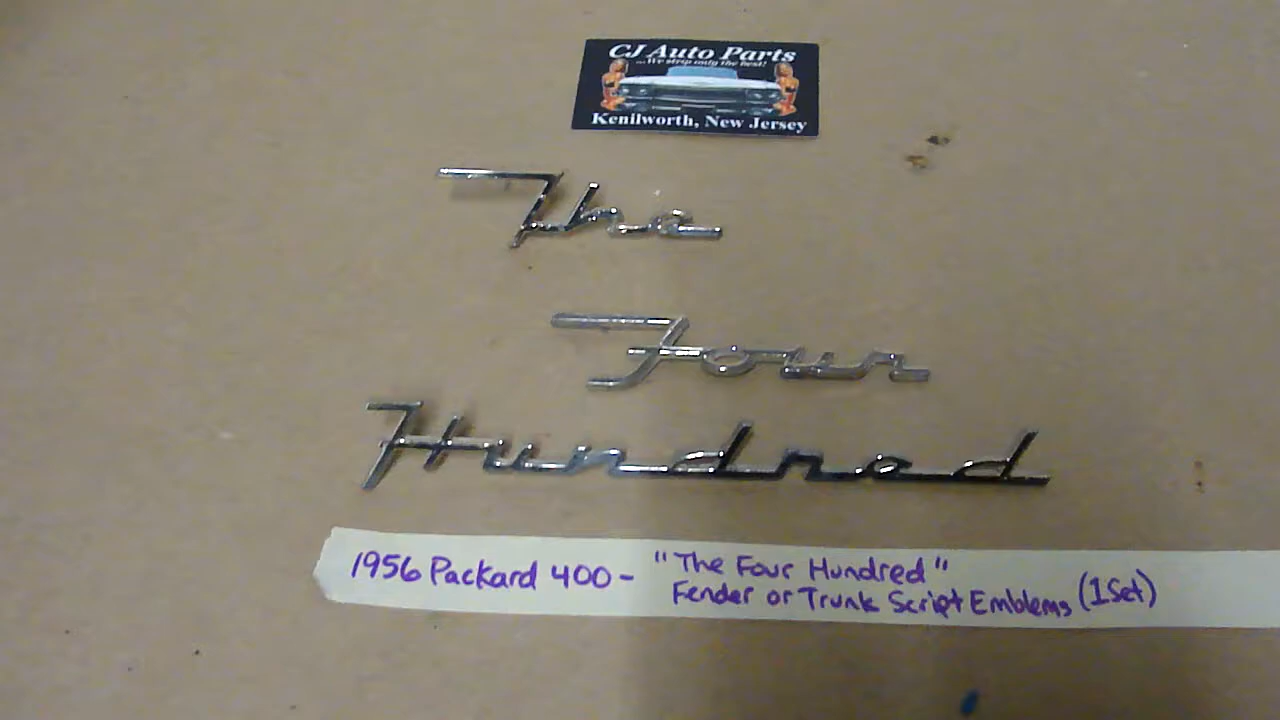 CJ Auto Parts
...We strip only the best!
Kenilworth, New Jersey
The
Four
Hundred
1956 Packard 400- "The Four Hundred"
Fender or Trunk Script Emblems (1 Set)